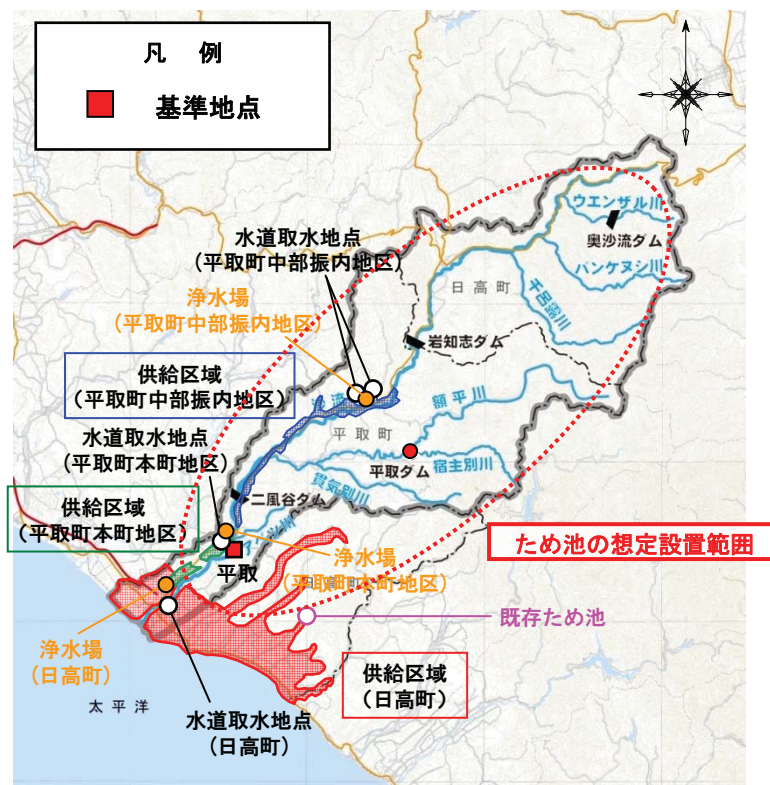 凡 例
基準地点
ウエンザル川
奥沙流ダム
パンケヌシ川
水道取水地点
(平取町中部振内地区)
日高町
千呂露川
浄水場
(平取町中部振内地区)
岩知志ダム
供給区域
(平取町中部振内地区)
額平川
水道取水地点
(平取町本町地区)
平取町
平取ダム
宿主別川
貫気別川
二風谷ダム
供給区域
(平取町本町地区)
ため池の想定設置範囲
平取
浄水場
(平取町本町地区)
既存ため池
浄水場
(日高町)
供給区域
(日高町)
太平洋
水道取水地点
(日高町)